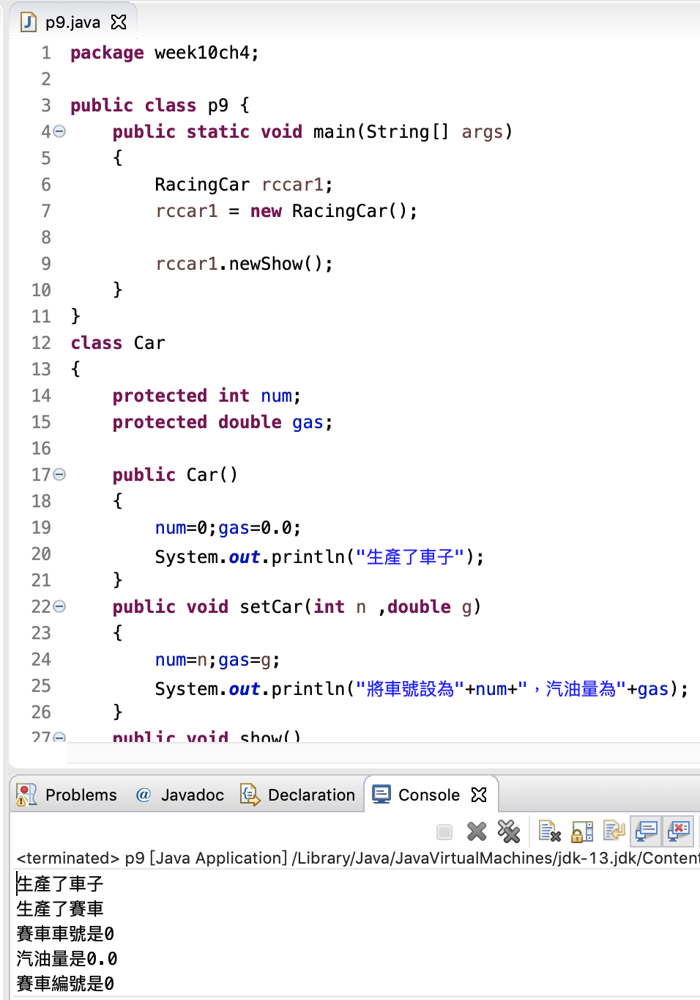 p9.java
1 package week10ch4;
2
3 public class p9 {
4     public static void main(String[] args)
5     {
6         RacingCar rccar1;
7         rccar1 = new RacingCar();
8
9         rccar1.newShow();
10     }
11 }
12 class Car
13 {
14     protected int num;
15     protected double gas;
16
17     public Car()
18     {
19         num=0;gas=0.0;
20         System.out.println("生產了車子");
21     }
22     public void setCar(int n ,double g)
23     {
24         num=n;gas=g;
25         System.out.println("將車號設為"+num+"，汽油量為"+gas);
26     }
27     public void show()
Problems @ Javadoc Declaration Console
<terminated> p9 [Java Application] /Library/Java/JavaVirtualMachines/jdk-13.jdk/Content
生產了車子
生產了賽車
賽車車號是0
汽油量是0.0
賽車編號是0